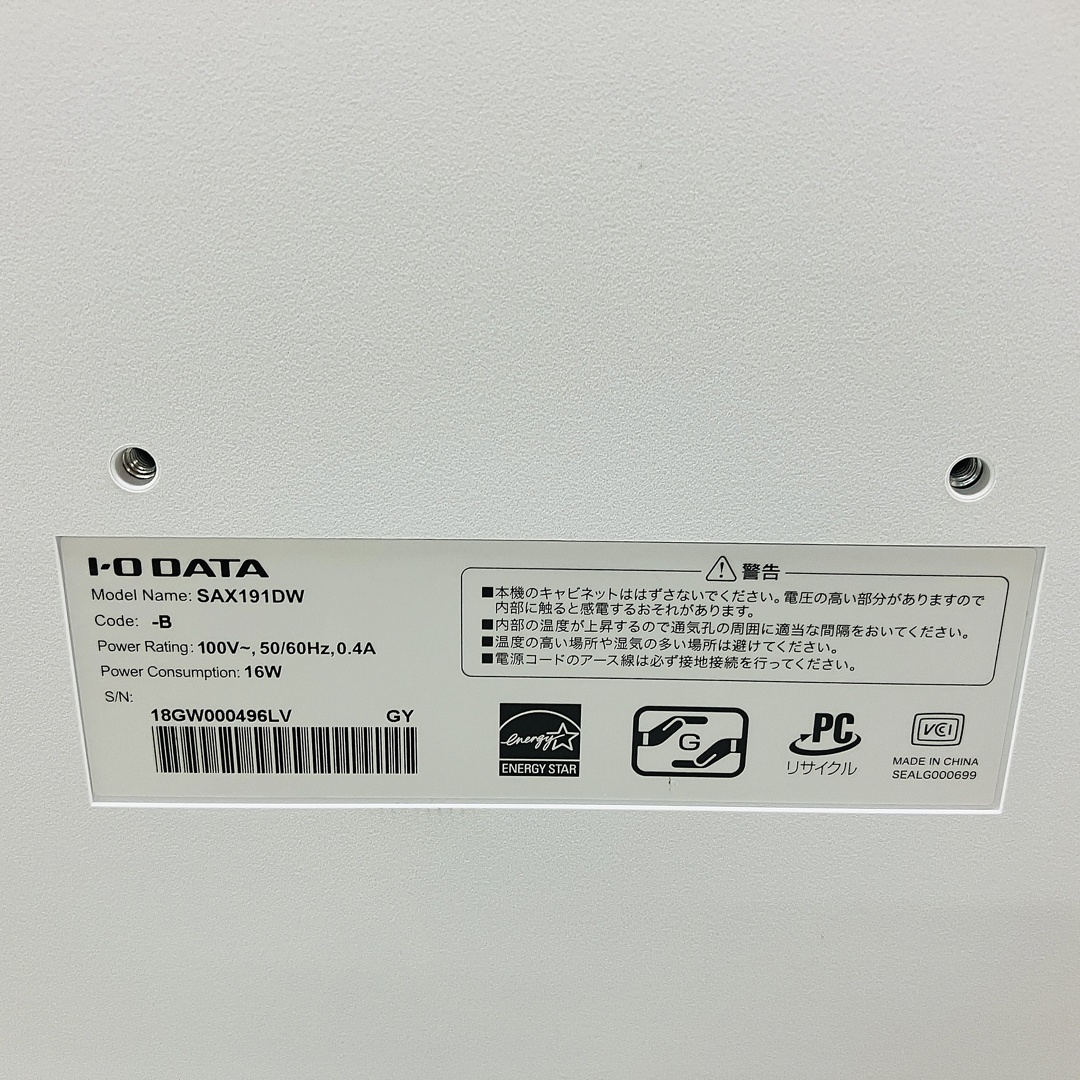 I-O DATA
Model Name: SAX191DW
Code: -B
Power Rating: 100V~, 50/60Hz, 0.4A
Power Consumption: 16W
S/N:
18GW000496LV GY
警告
■本機のキャビネットははずさないでください。電圧の高い部分がありますので
内部に触ると感電するおそれがあります。
■内部の温度が上昇するので通気孔の周囲に適当な間隔をおいてください。
■温度の高い場所や湿気の多い場所は避けてください。
■電源コードのアース線は必ず接地接続を行ってください。
energy
ENERGY STAR
G
PC
リサイクル
VCI
MADE IN CHINA
SEALG000699